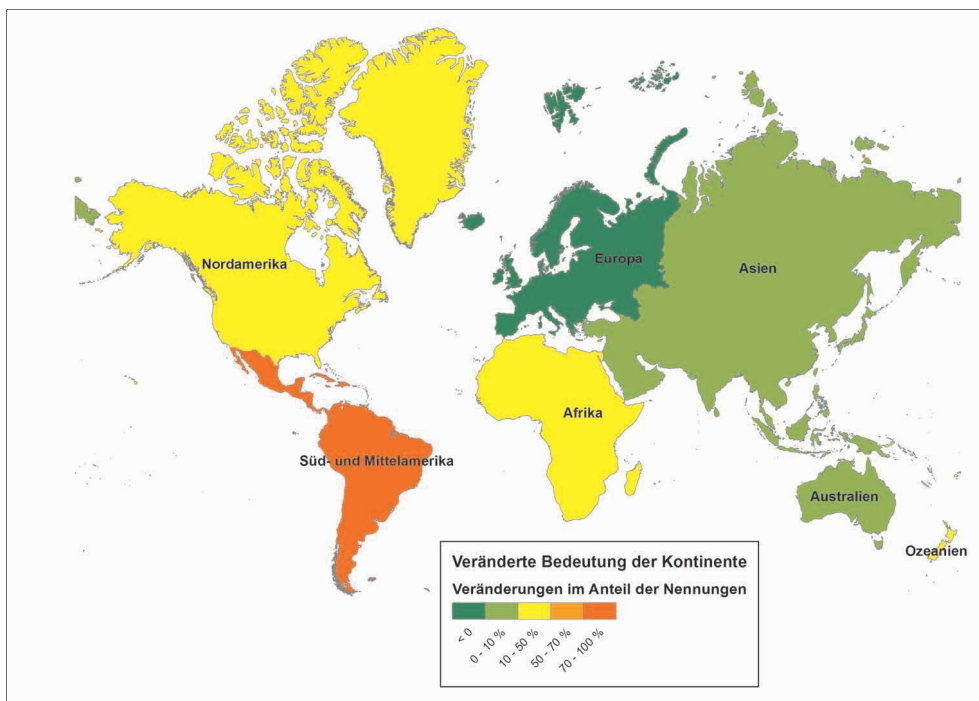 Nordamerika
Europa
Asien
Afrika
Süd- und Mittelamerika
Australien
Ozeanien
Veränderte Bedeutung der Kontinente
Veränderungen im Anteil der Nennungen
< 0
0 - 10 %
10 - 50 %
50 - 70 %
70 - 100 %